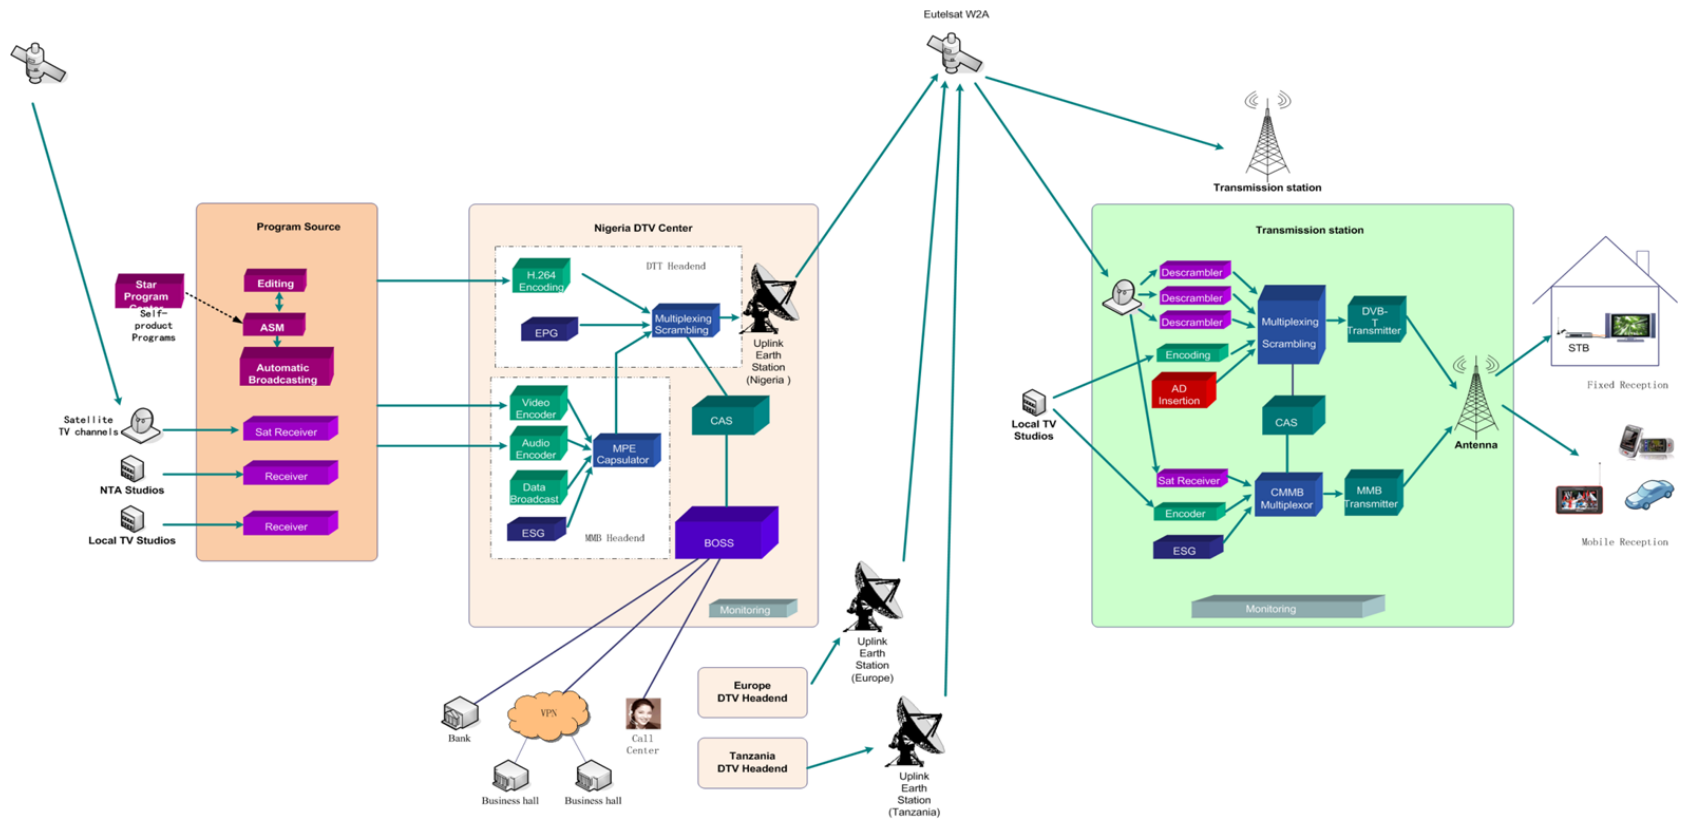 Eutelsat W2A
Transmission station
Program Source
Editing
Star
Program
Self-
product
Programs
ASM
Automatic
Broadcasting
Satellite
TV channels
Sat Receiver
NTA Studios
Receiver
Local TV Studios
Receiver
Nigeria DTV Center
DTT Headend
H.264
Encoding
EPG
Multiplexing
Scrambling
Uplink
Earth
Station
(Nigeria )
Video
Encoder
Audio
Encoder
Data
Broadcast
ESG
MPE
Capsulator
MMB Headend
CAS
BOSS
Monitoring
Bank
VPN
Call
Center
Business hall
Business hall
Europe
DTV Headend
Uplink
Earth
Station
(Europe)
Tanzania
DTV Headend
Uplink
Earth
Station
(Tanzania)
Transmission station
Descrambler
Descrambler
Descrambler
Encoding
AD
Insertion
Multiplexing
Scrambling
DVB-
T
Transmitter
Local TV
Studios
CAS
Sat Receiver
Encoder
ESG
CMMB
Multiplexor
MMB
Transmitter
Monitoring
Antenna
STB
Fixed Reception
Mobile Reception